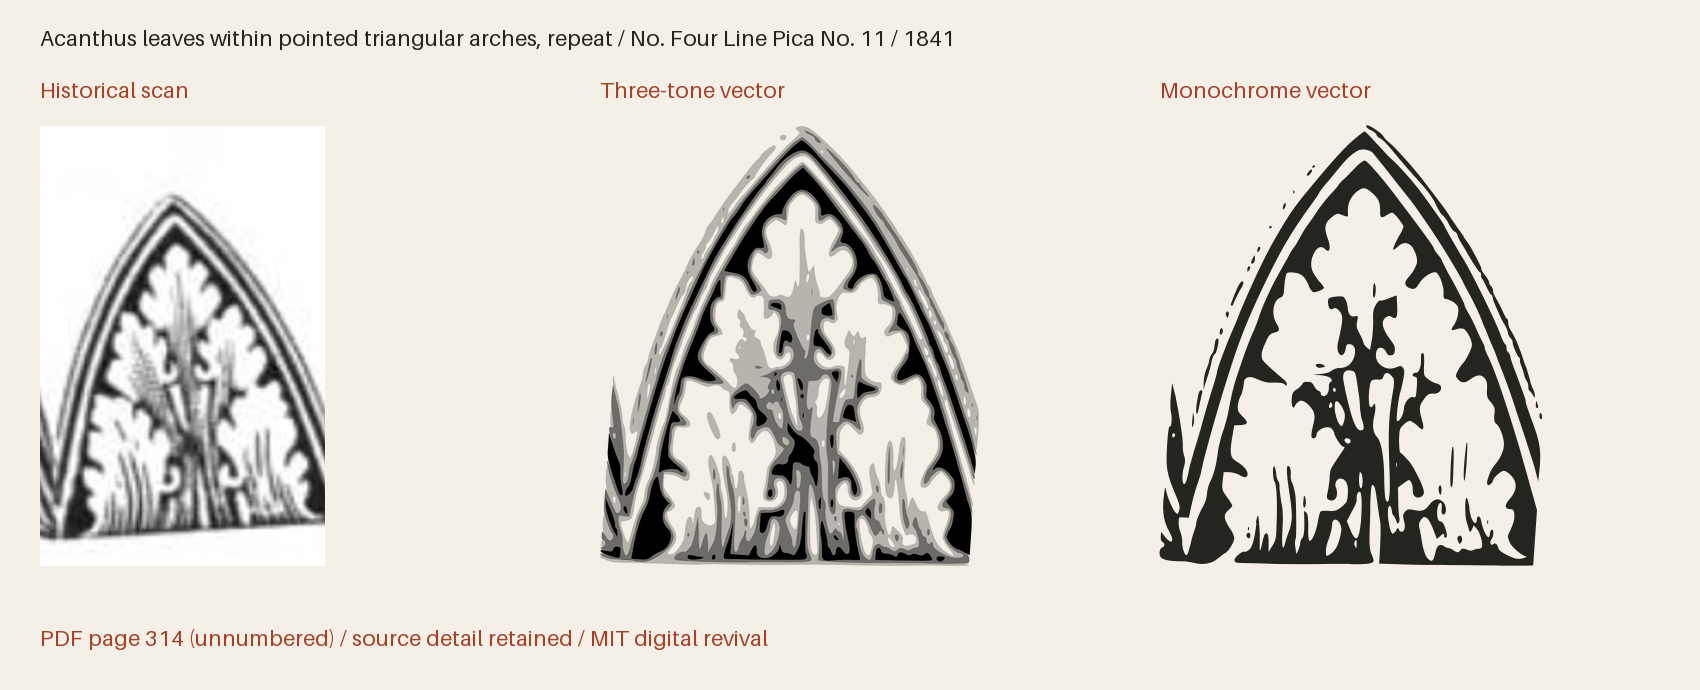 Acanthus leaves within pointed triangular arches, repeat / No. Four Line Pica No. 11 / 1841
Historical scan
Three-tone vector
Monochrome vector
PDF page 314 (unnumbered) / source detail retained / MIT digital revival